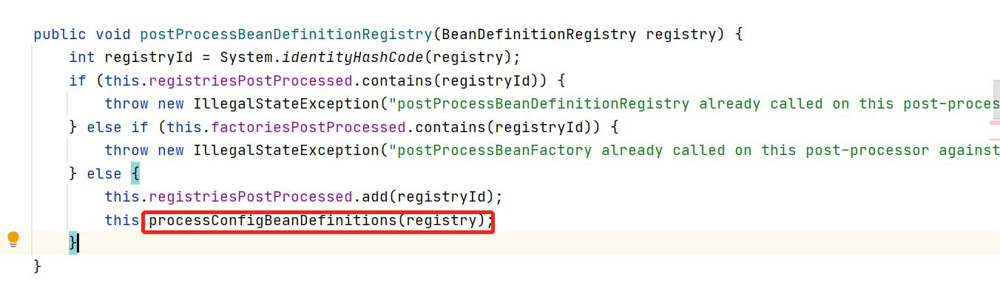 public void postProcessBeanDefinitionRegistry(BeanDefinitionRegistry registry) {
int registryId = System.identityHashCode(registry);
if (this.registriesPostProcessed.contains(registryId)) {
throw new IllegalStateException("postProcessBeanDefinitionRegistry already called on this post-proces
} else if (this.factoriesPostProcessed.contains(registryId)) {
throw new IllegalStateException("postProcessBeanFactory already called on this post-processor against
} else {
this.registriesPostProcessed.add(registryId);
this.processConfigBeanDefinitions(registry);
}
}